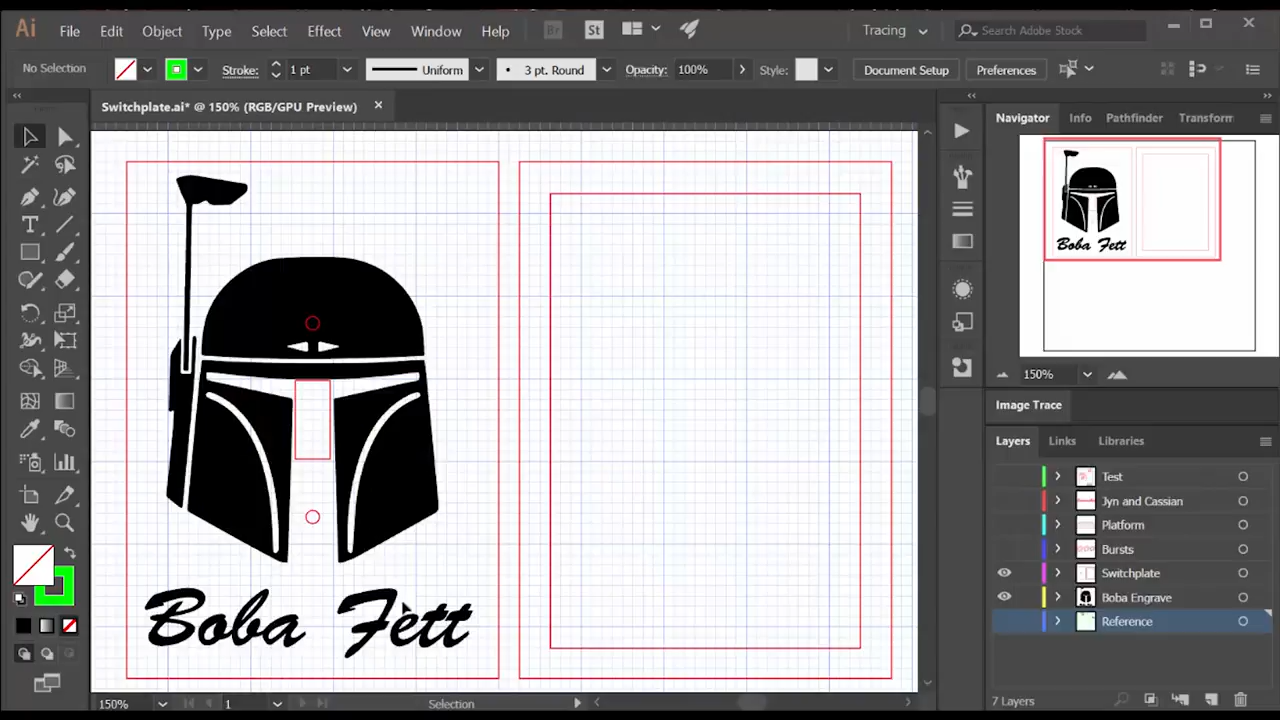 Ai File Edit Object Type Select Effect View Window Help Br St Tracing Search Adobe Stock
No Selection Stroke: 1 pt Uniform 3 pt. Round Opacity: 100% Style: Document Setup Preferences
Switchplate.ai* @ 150% (RGB/GPU Preview)
Navigator Info Pathfinder Transform
Boba Fett
150%
Image Trace
Layers Links Libraries
Test
Jyn and Cassian
Platform
Bursts
Switchplate
Boba Engrave
Reference
Boba Fett
7 Layers
150% 1 Selection